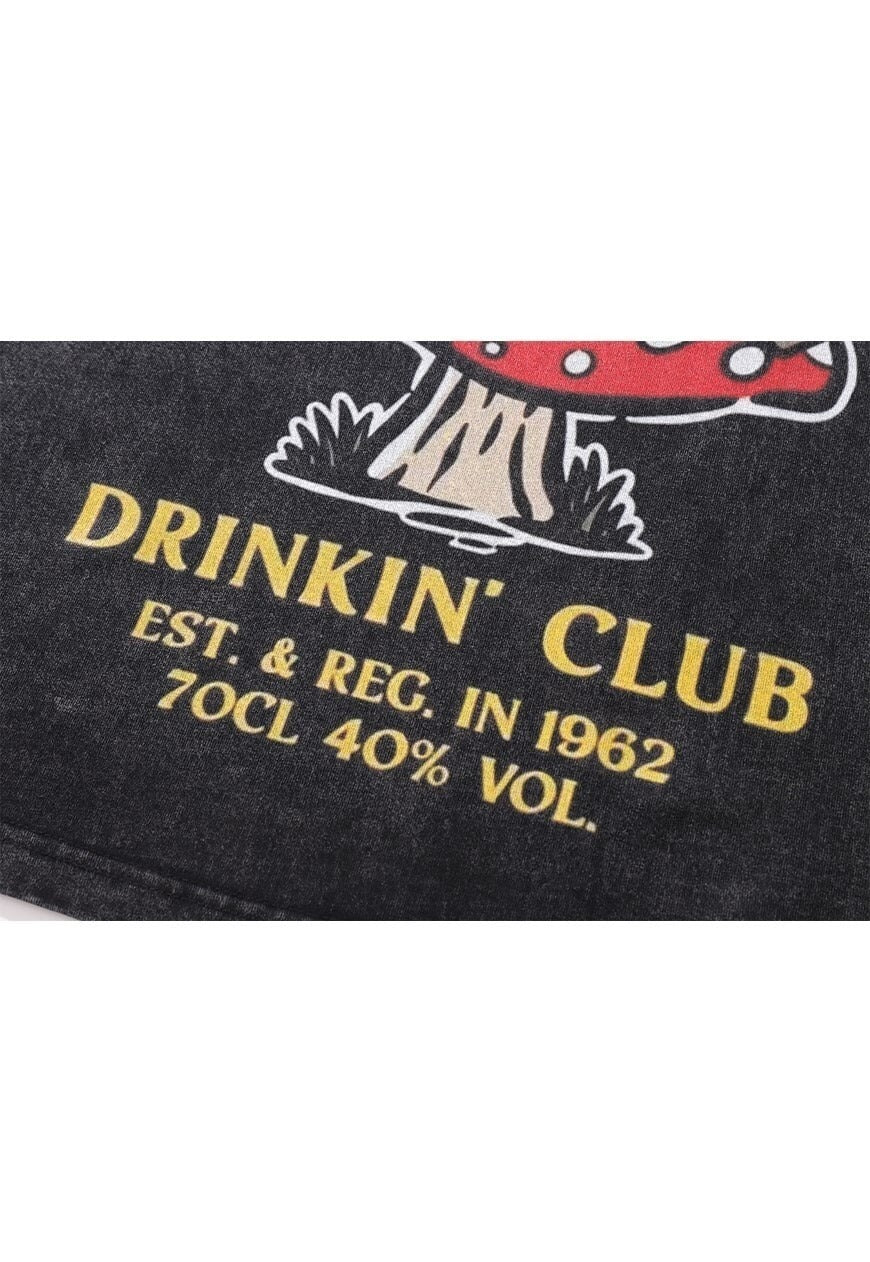 DRINKIN' CLUB
EST. & REG. IN 1962
70CL 40% VOL.